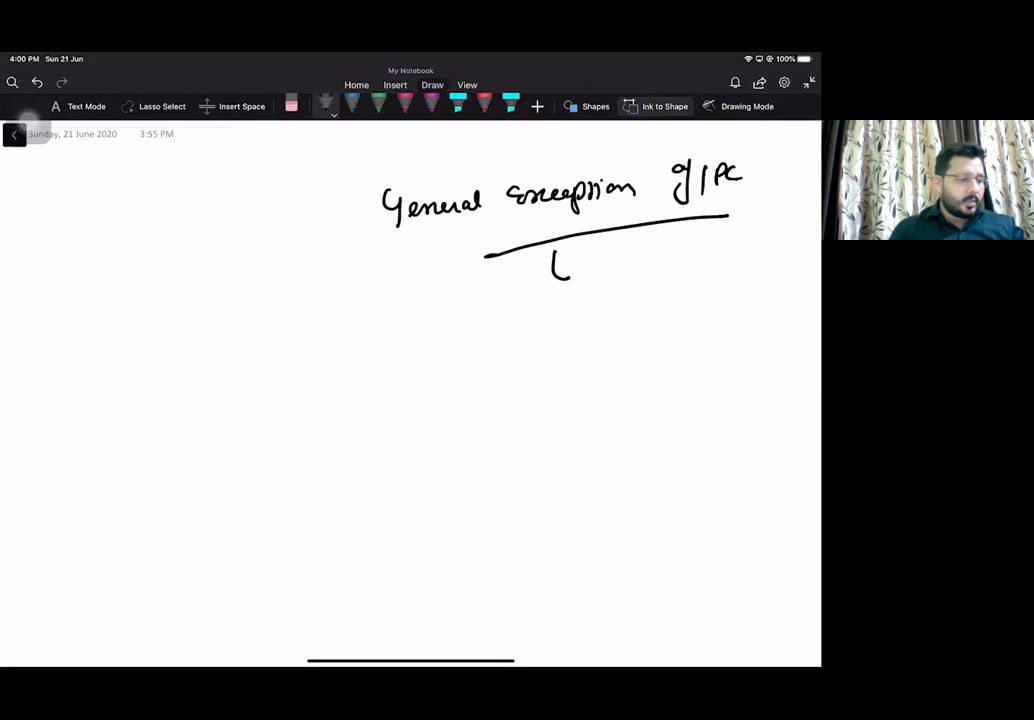 4:00 PM Sun 21 Jun
100%
My Notebook
Home Insert Draw View
Text Mode Lasso Select Insert Space Shapes Ink to Shape Drawing Mode
Sunday, 21 June 2020 3:55 PM
General Exception of IPC